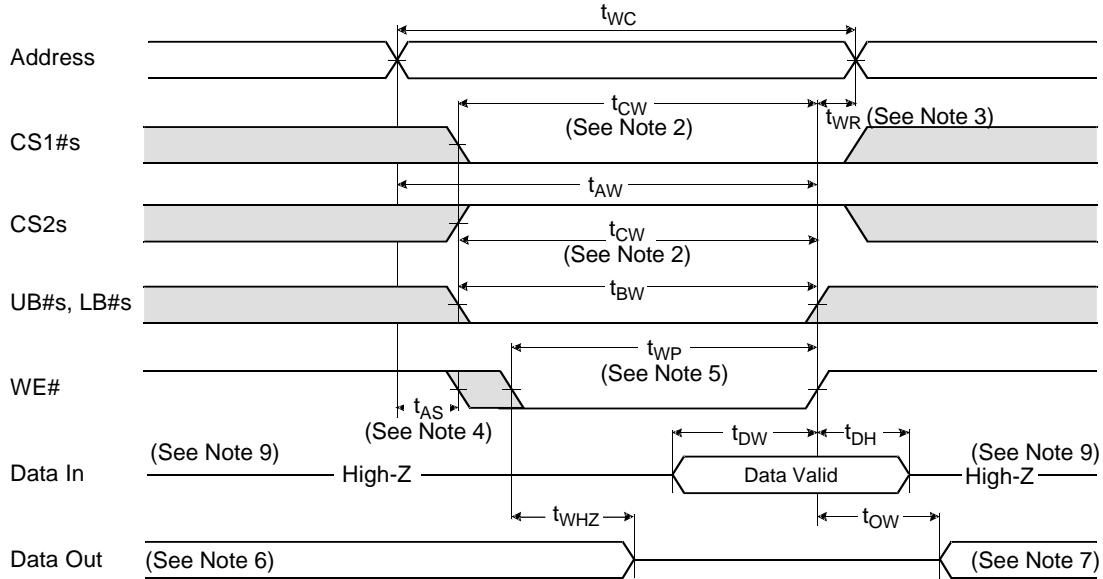 tWC
Address
tCW
(See Note 2)
tWR (See Note 3)
CS1#s
tAW
CS2s
tCW
(See Note 2)
tBW
UB#s, LB#s
tWP
(See Note 5)
WE#
tAS
(See Note 4)
tDW
tDH
(See Note 9)
(See Note 9)
Data In
High-Z
Data Valid
High-Z
tWHZ
tOW
Data Out
(See Note 6)
(See Note 7)